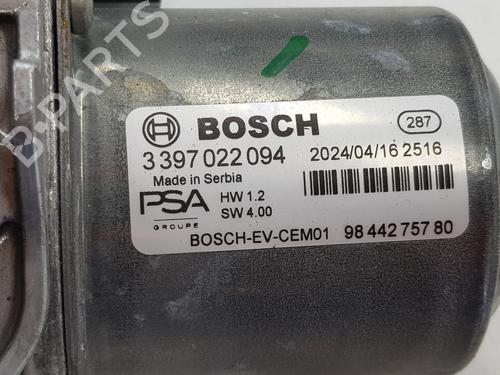 B-PARTS
BOSCH
287
3 397 022 094
2024/04/16 2516
Made in Serbia
PSA
GROUPE
HW 1.2
SW 4.00
BOSCH-EV-CEM01
98 442 757 80